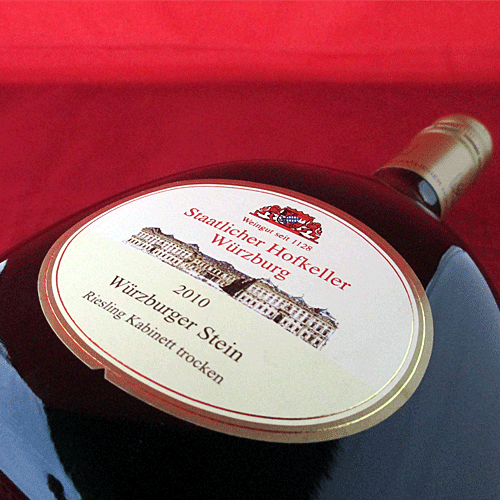 Weingut seit 1128
Staatlicher Hofkeller
Würzburg
2010
Würzburger Stein
Riesling Kabinett trocken